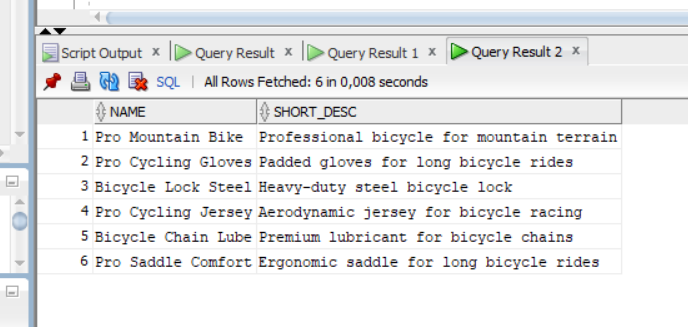 Script Output × Query Result × Query Result 1 × Query Result 2 ×
SQL | All Rows Fetched: 6 in 0,008 seconds
NAME SHORT_DESC
1 Pro Mountain Bike Professional bicycle for mountain terrain
2 Pro Cycling Gloves Padded gloves for long bicycle rides
3 Bicycle Lock Steel Heavy-duty steel bicycle lock
4 Pro Cycling Jersey Aerodynamic jersey for bicycle racing
5 Bicycle Chain Lube Premium lubricant for bicycle chains
6 Pro Saddle Comfort Ergonomic saddle for long bicycle rides